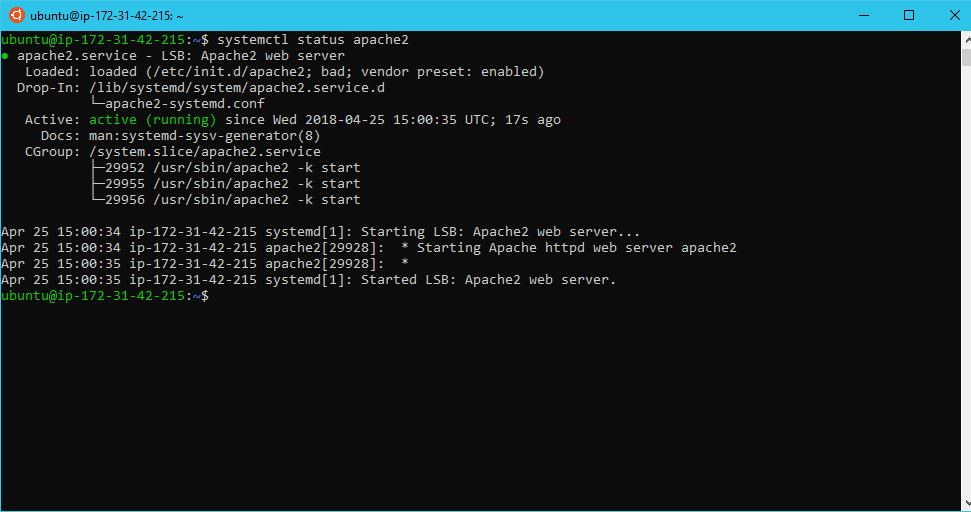 ubuntu@ip-172-31-42-215: ~
ubuntu@ip-172-31-42-215:~$ systemctl status apache2
● apache2.service - LSB: Apache2 web server
   Loaded: loaded (/etc/init.d/apache2; bad; vendor preset: enabled)
  Drop-In: /lib/systemd/system/apache2.service.d
           └─apache2-systemd.conf
   Active: active (running) since Wed 2018-04-25 15:00:35 UTC; 17s ago
     Docs: man:systemd-sysv-generator(8)
   CGroup: /system.slice/apache2.service
           ├─29952 /usr/sbin/apache2 -k start
           ├─29955 /usr/sbin/apache2 -k start
           └─29956 /usr/sbin/apache2 -k start
Apr 25 15:00:34 ip-172-31-42-215 systemd[1]: Starting LSB: Apache2 web server...
Apr 25 15:00:34 ip-172-31-42-215 apache2[29928]:  * Starting Apache httpd web server apache2
Apr 25 15:00:35 ip-172-31-42-215 apache2[29928]:  *
Apr 25 15:00:35 ip-172-31-42-215 systemd[1]: Started LSB: Apache2 web server.
ubuntu@ip-172-31-42-215:~$